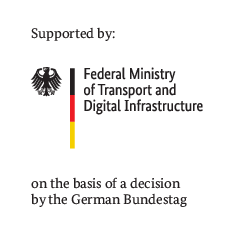 Supported by:
Federal Ministry
of Transport and
Digital Infrastructure
on the basis of a decision
by the German Bundestag